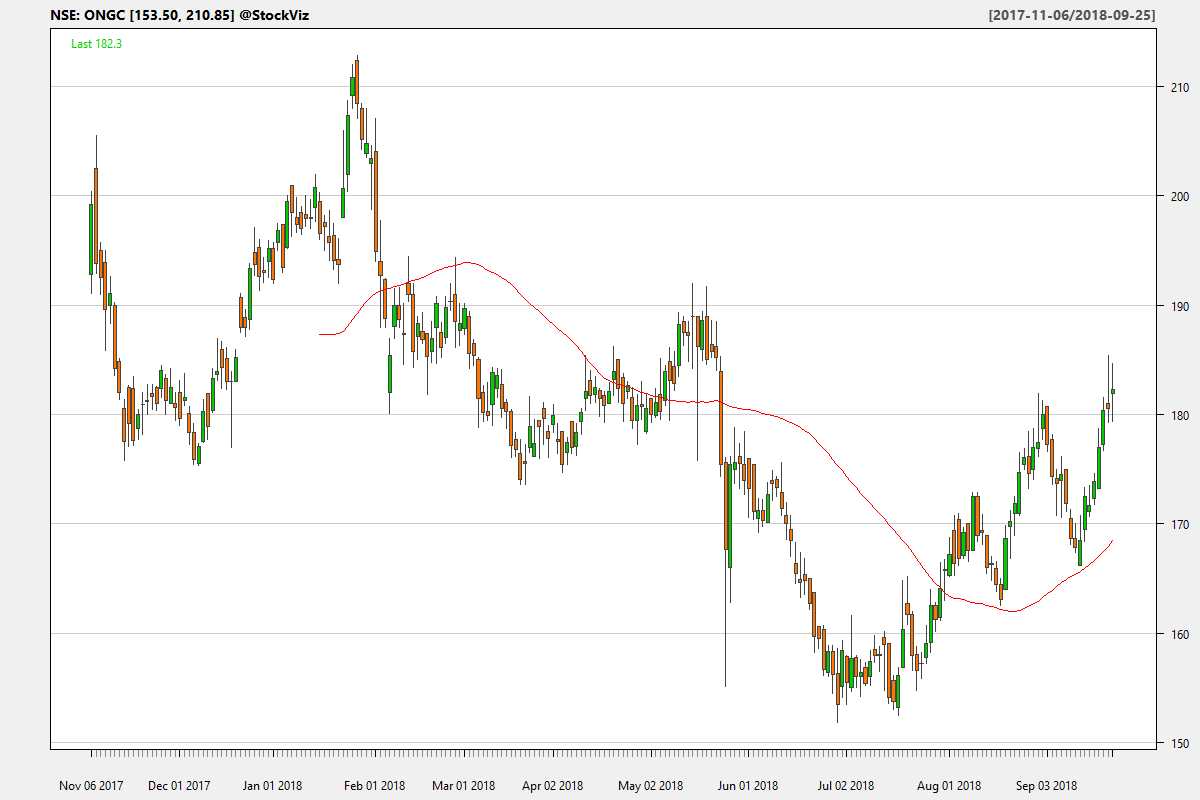 NSE: ONGC [153.50, 210.85] @StockViz
[2017-11-06/2018-09-25]
Last 182.3
210
200
190
180
170
160
150
Nov 06 2017
Dec 01 2017
Jan 01 2018
Feb 01 2018
Mar 01 2018
Apr 02 2018
May 02 2018
Jun 01 2018
Jul 02 2018
Aug 01 2018
Sep 03 2018